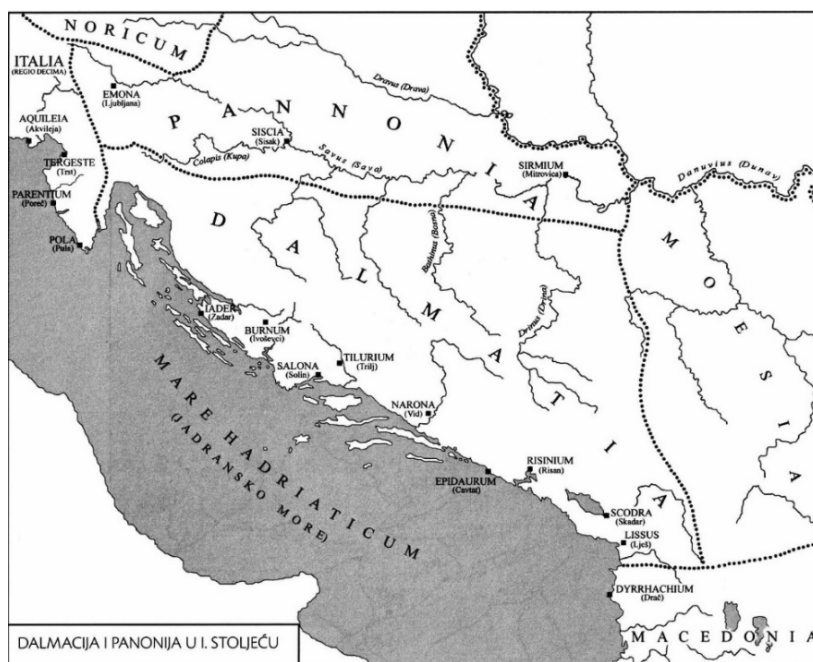 NORICUM
ITALIA
(REGIO DECIMA)
EMONA
(Ljubljana)
Dravus (Drava)
PANNONIA
AQUILEIA
(Akvileja)
TERGESTE
(Trst)
SISCIA
(Sisak)
Colapis (Kupa)
Savus (Sava)
SIRMIUM
(Mitrovica)
Danuvius (Dunav)
PARENTIUM
(Poreč)
POLA
(Pula)
DALMATIA
Bathinus (Bosna)
Drinus (Drina)
MOESIA
IADER
(Zadar)
BURNUM
(Ivoševci)
SALONA
(Solin)
TILURIUM
(Trilj)
NARONA
(Vid)
MARE HADRIATICUM
(JADRANSKO MORE)
EPIDAURUM
(Cavtat)
RISINIUM
(Risan)
SCODRA
(Skadar)
LISSUS
(Lješ)
DYRRHACHIUM
(Drač)
MACEDONIA
DALMACIJA I PANONIJA U I. STOLJEĆU